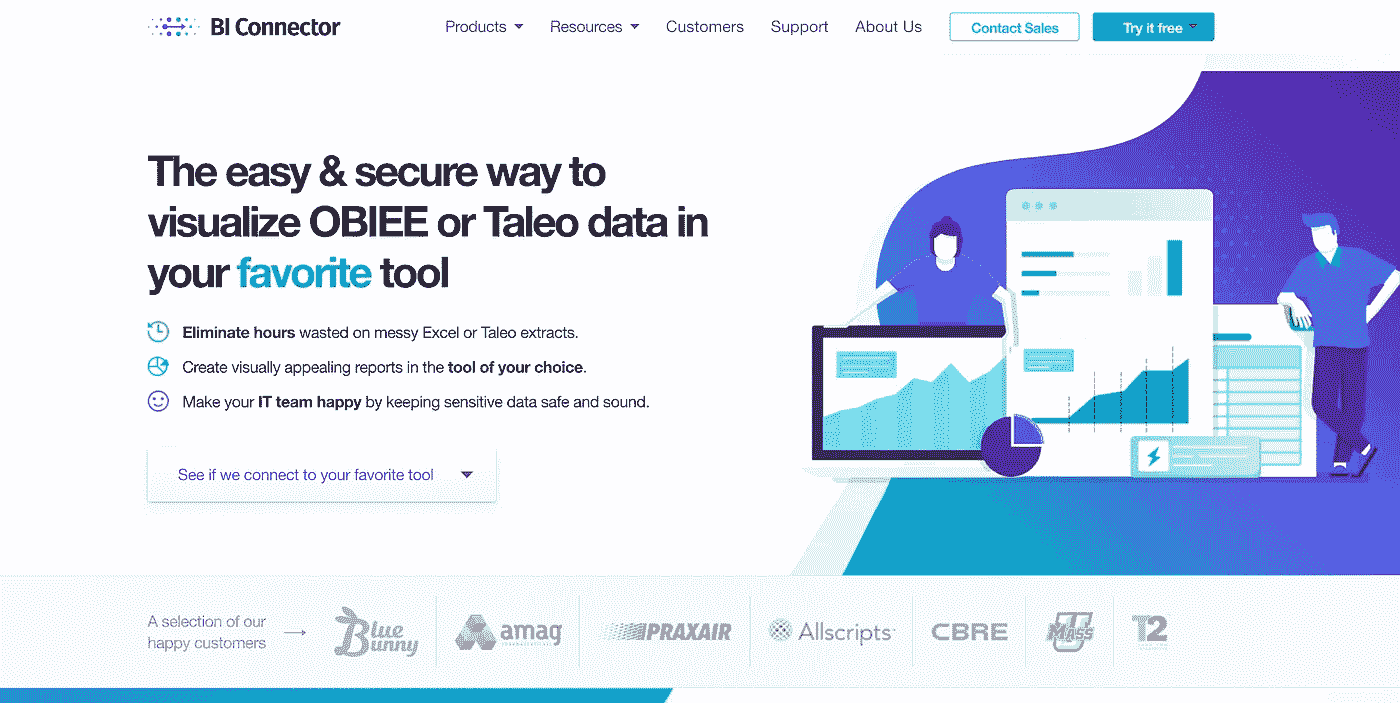 BI Connector
Products
Resources
Customers
Support
About Us
Contact Sales
Try it free
The easy & secure way to
visualize OBIEE or Taleo data in
your favorite tool
Eliminate hours wasted on messy Excel or Taleo extracts.
Create visually appealing reports in the tool of your choice.
Make your IT team happy by keeping sensitive data safe and sound.
See if we connect to your favorite tool
A selection of our
happy customers
Blue
Bunny
amag
PRAXAIR
Allscripts
CBRE
U
MASS
T2